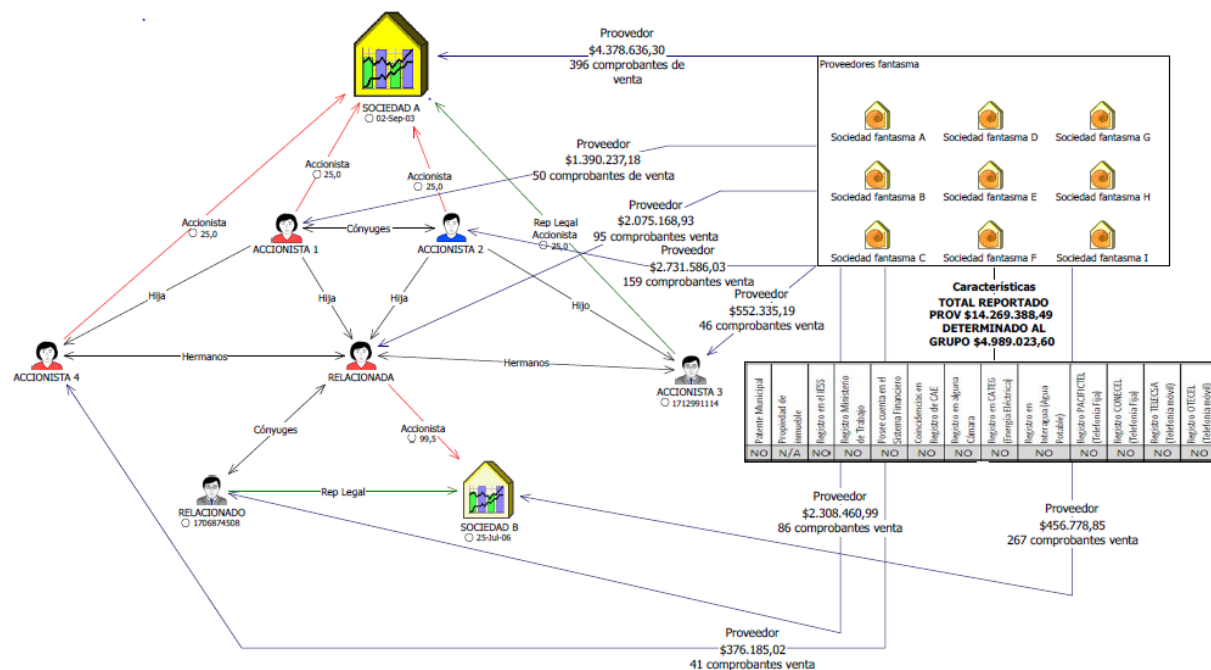 Proovedor
$4.378.636,30
396 comprobantes de
venta
Proveedores fantasma
SOCIEDAD A
02-Sep-03
Sociedad fantasma A
Sociedad fantasma D
Sociedad fantasma G
Proveedor
$1.390.237,18
50 comprobantes de venta
Accionista
25,0
Accionista
25,0
Accionista
25,0
Proveedor
$2.075.168,93
95 comprobantes venta
Sociedad fantasma B
Sociedad fantasma E
Sociedad fantasma H
Rep Legal
Accionista
25,0
Cónyuges
ACCIONISTA 1
ACCIONISTA 2
Proveedor
$2.731.586,03
159 comprobantes venta
Sociedad fantasma C
Sociedad fantasma F
Sociedad fantasma I
Características
TOTAL REPORTADO
PROV $14.269.388,49
DETERMINADO AL
GRUPO $4.989.023,60
Hija
Hija
Hija
Hijo
Proveedor
$552.335,19
46 comprobantes venta
Hermanos
Hermanos
ACCIONISTA 4
RELACIONADA
ACCIONISTA 3
1712991114
Patente Municipal
Propiedad de
inmueble
Registro en el IESS
Registro Ministerio
de Trabajo
Posee cuenta en el
Sistema Financiero
Coincidencias en
Registro de CAE
Registro en alguna
cámara
Registro en CATEG
(Energía Eléctrica)
Registro en
Interagua (Agua
Potable)
Registro PACIFICTEL
(Telefonía Fija)
Registro CONECEL
(Telefonía Fija)
Registro TELECSA
(Telefonía móvil)
Registro OTECEL
(Telefonía móvil)
NO N/A NO NO NO NO NO NO NO NO NO NO NO
Cónyuges
Accionista
99,5
Rep Legal
RELACIONADO
1706874508
SOCIEDAD B
25-Jul-06
Proveedor
$2.308.460,99
86 comprobantes venta
Proveedor
$456.778,85
267 comprobantes venta
Proveedor
$376.185,02
41 comprobantes venta